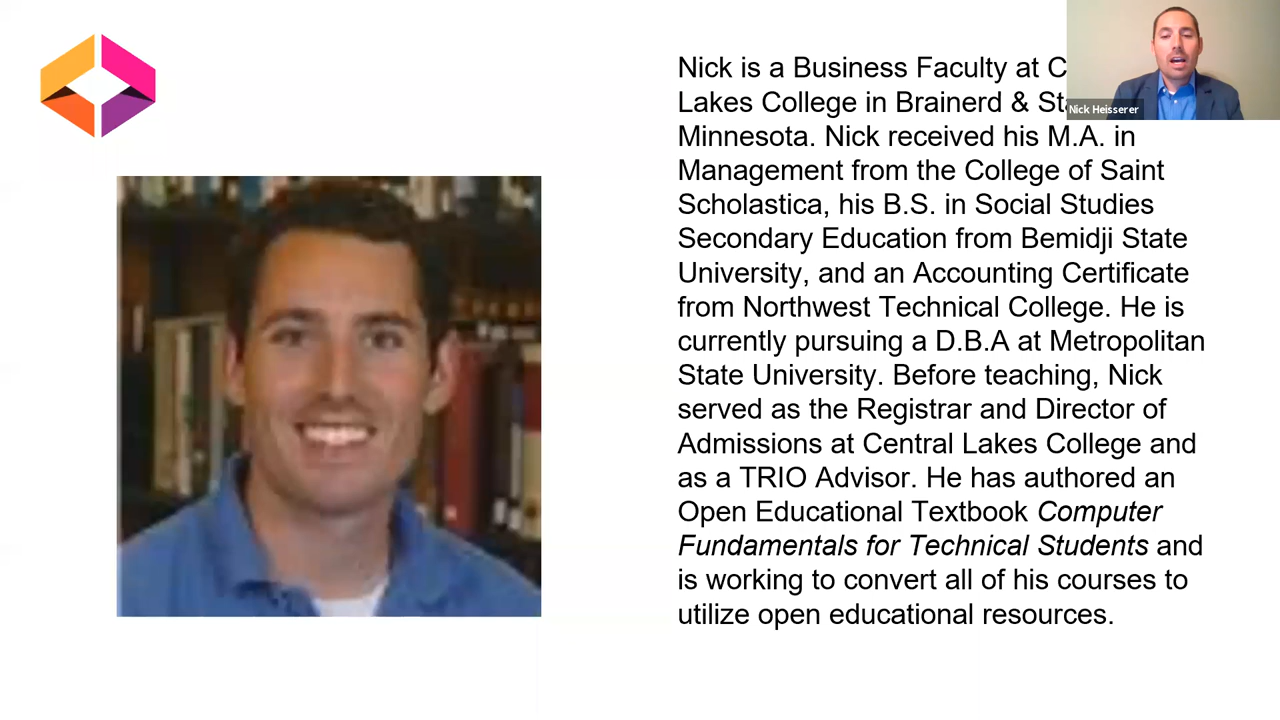 Nick is a Business Faculty at C
Lakes College in Brainerd & Sta
Minnesota. Nick received his M.A. in
Management from the College of Saint
Scholastica, his B.S. in Social Studies
Secondary Education from Bemidji State
University, and an Accounting Certificate
from Northwest Technical College. He is
currently pursuing a D.B.A at Metropolitan
State University. Before teaching, Nick
served as the Registrar and Director of
Admissions at Central Lakes College and
as a TRIO Advisor. He has authored an
Open Educational Textbook Computer
Fundamentals for Technical Students and
is working to convert all of his courses to
utilize open educational resources.
Nick Heisserer